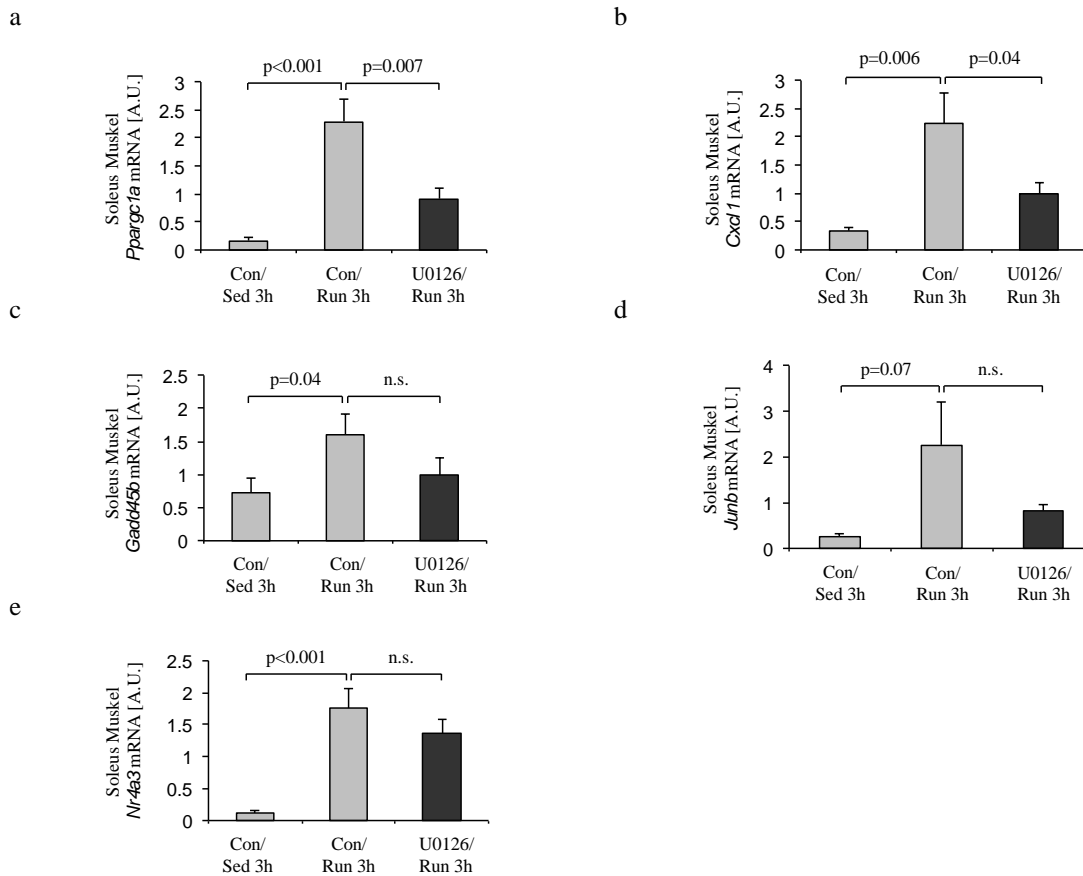 a
p<0.001 p=0.007
Soleus Muskel
Ppargc1a mRNA [A.U.]
3
2.5
2
1.5
1
0.5
0
Con/ Con/ U0126/
Sed 3h Run 3h Run 3h
b
p=0.006 p=0.04
Soleus Muskel
Cxcl1 mRNA [A.U.]
3
2.5
2
1.5
1
0.5
0
Con/ Con/ U0126/
Sed 3h Run 3h Run 3h
c
p=0.04 n.s.
Soleus Muskel
Gadd45b mRNA [A.U.]
2.5
2
1.5
1
0.5
0
Con/ Con/ U0126/
Sed 3h Run 3h Run 3h
d
p=0.07 n.s.
Soleus Muskel
Junb mRNA [A.U.]
4
3
2
1
0
Con/ Con/ U0126/
Sed 3h Run 3h Run 3h
e
p<0.001 n.s.
Soleus Muskel
Nr4a3 mRNA [A.U.]
2.5
2
1.5
1
0.5
0
Con/ Con/ U0126/
Sed 3h Run 3h Run 3h